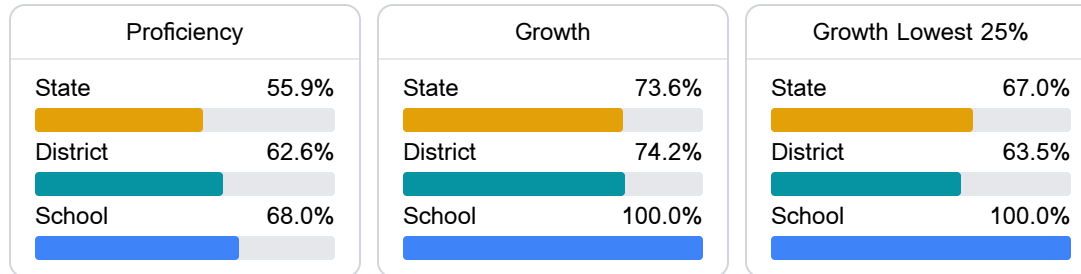 Proficiency
State 55.9%
District 62.6%
School 68.0%
Growth
State 73.6%
District 74.2%
School 100.0%
Growth Lowest 25%
State 67.0%
District 63.5%
School 100.0%